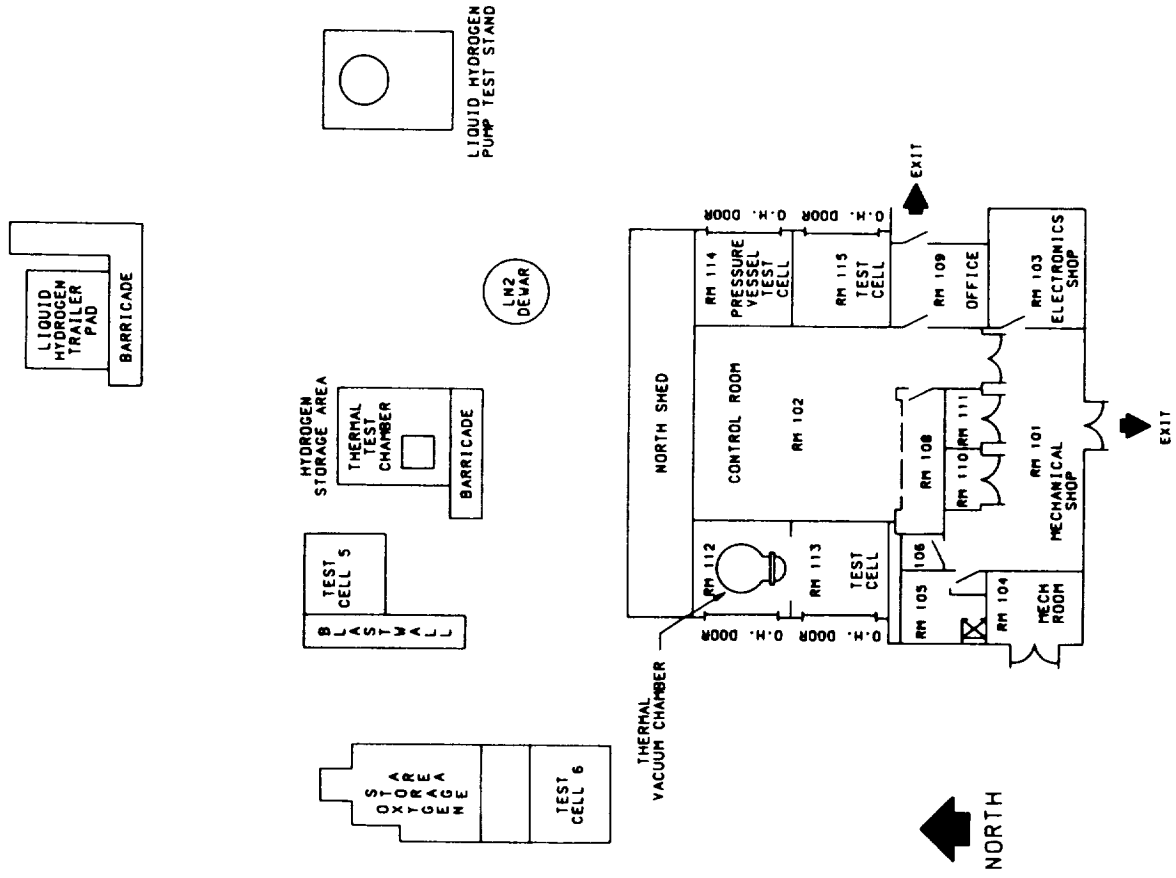 LIQUID HYDROGEN
PUMP TEST STAND
LIQUID
HYDROGEN
TRAILER
PAD
BARRICADE
LN2
DEWAR
HYDROGEN
STORAGE AREA
THERMAL
TEST
CHAMBER
BARRICADE
TEST
CELL 5
BLAST WALL
OXYGEN
STORAGE
AREA
TEST
CELL 6
NORTH SHED
O.H. DOOR
O.H. DOOR
RM 114
PRESSURE
VESSEL
TEST
CELL
RM 115
TEST
CELL
EXIT
RM 109
OFFICE
RM 103
ELECTRONICS
SHOP
CONTROL ROOM
RM 102
RM 108
RM 111
RM 110
RM 101
MECHANICAL
SHOP
EXIT
RM 112
RM 113
TEST
CELL
106
RM 105
RM 104
MECH
ROOM
O.H. DOOR
O.H. DOOR
THERMAL
VACUUM CHAMBER
NORTH